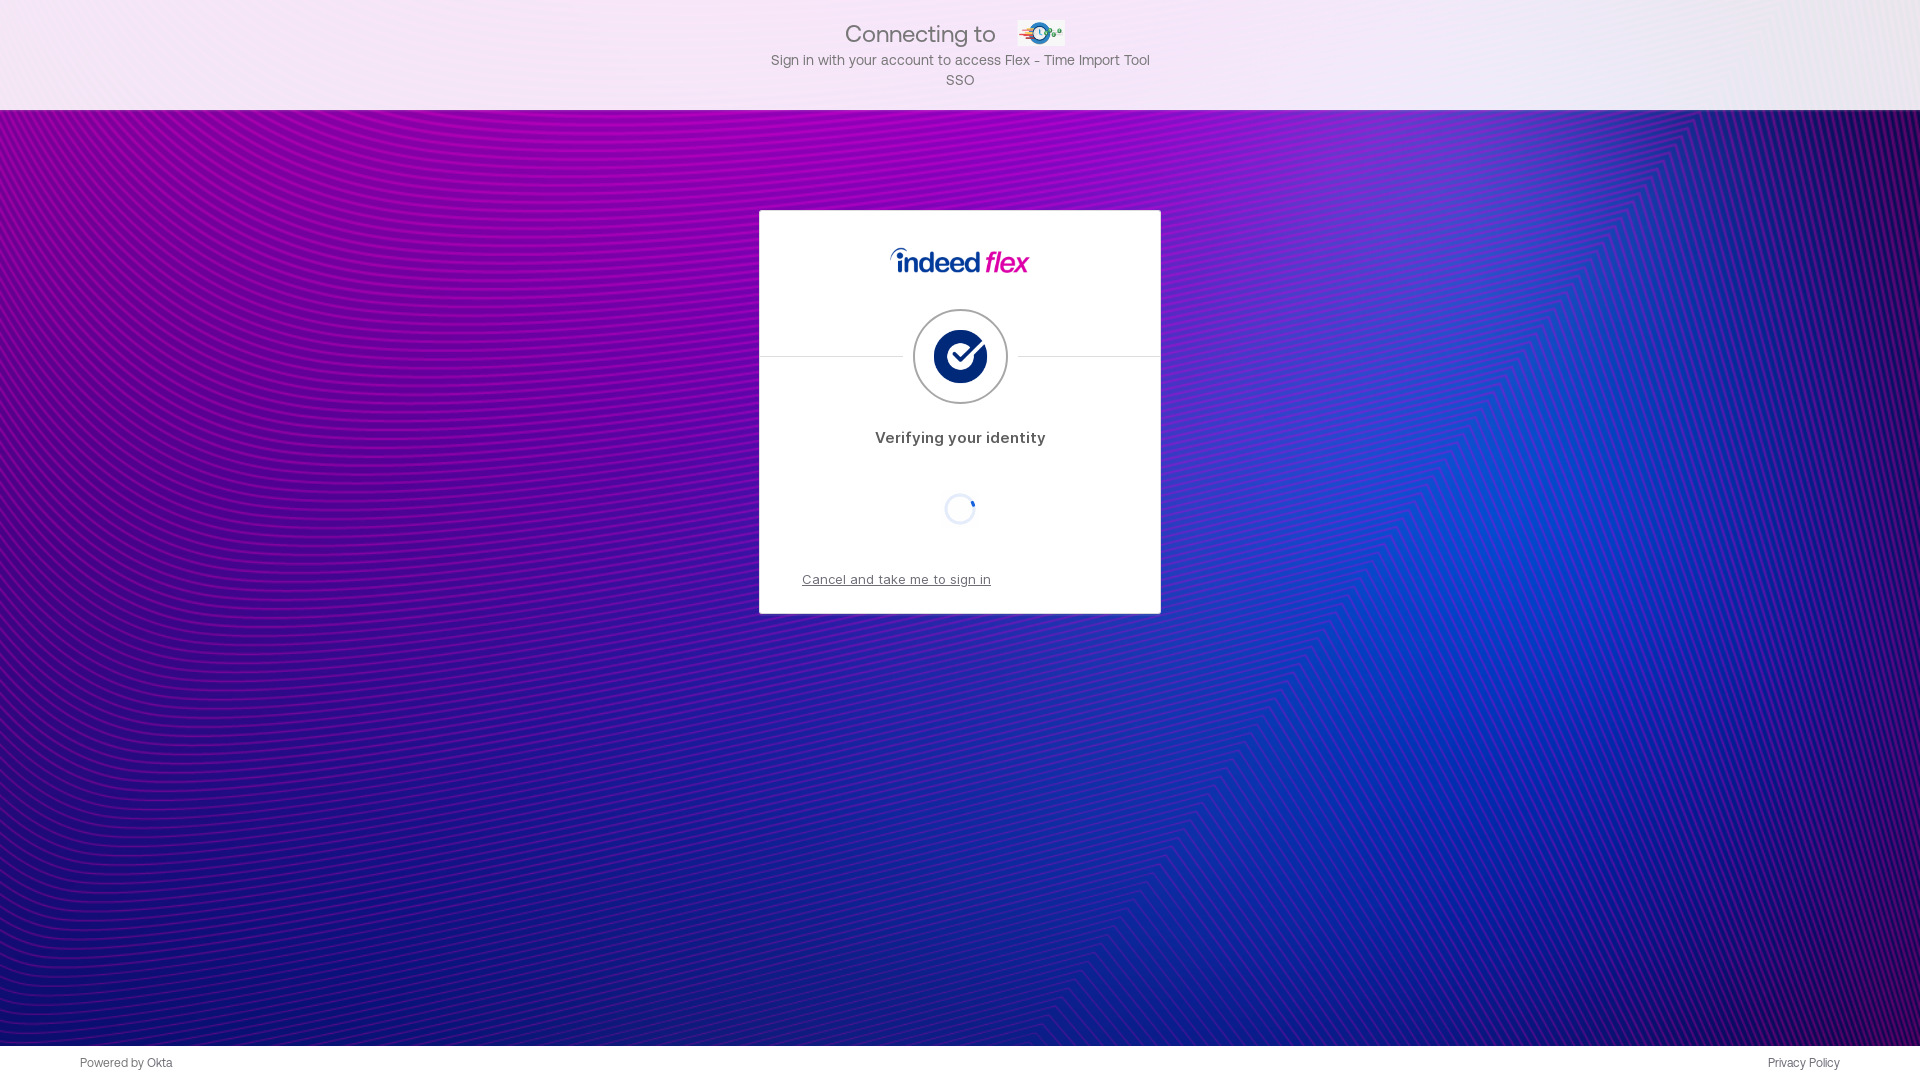 Connecting to
Sign in with your account to access Flex - Time Import Tool
SSO
indeed flex
Verifying your identity
Cancel and take me to sign in
Powered by Okta
Privacy Policy